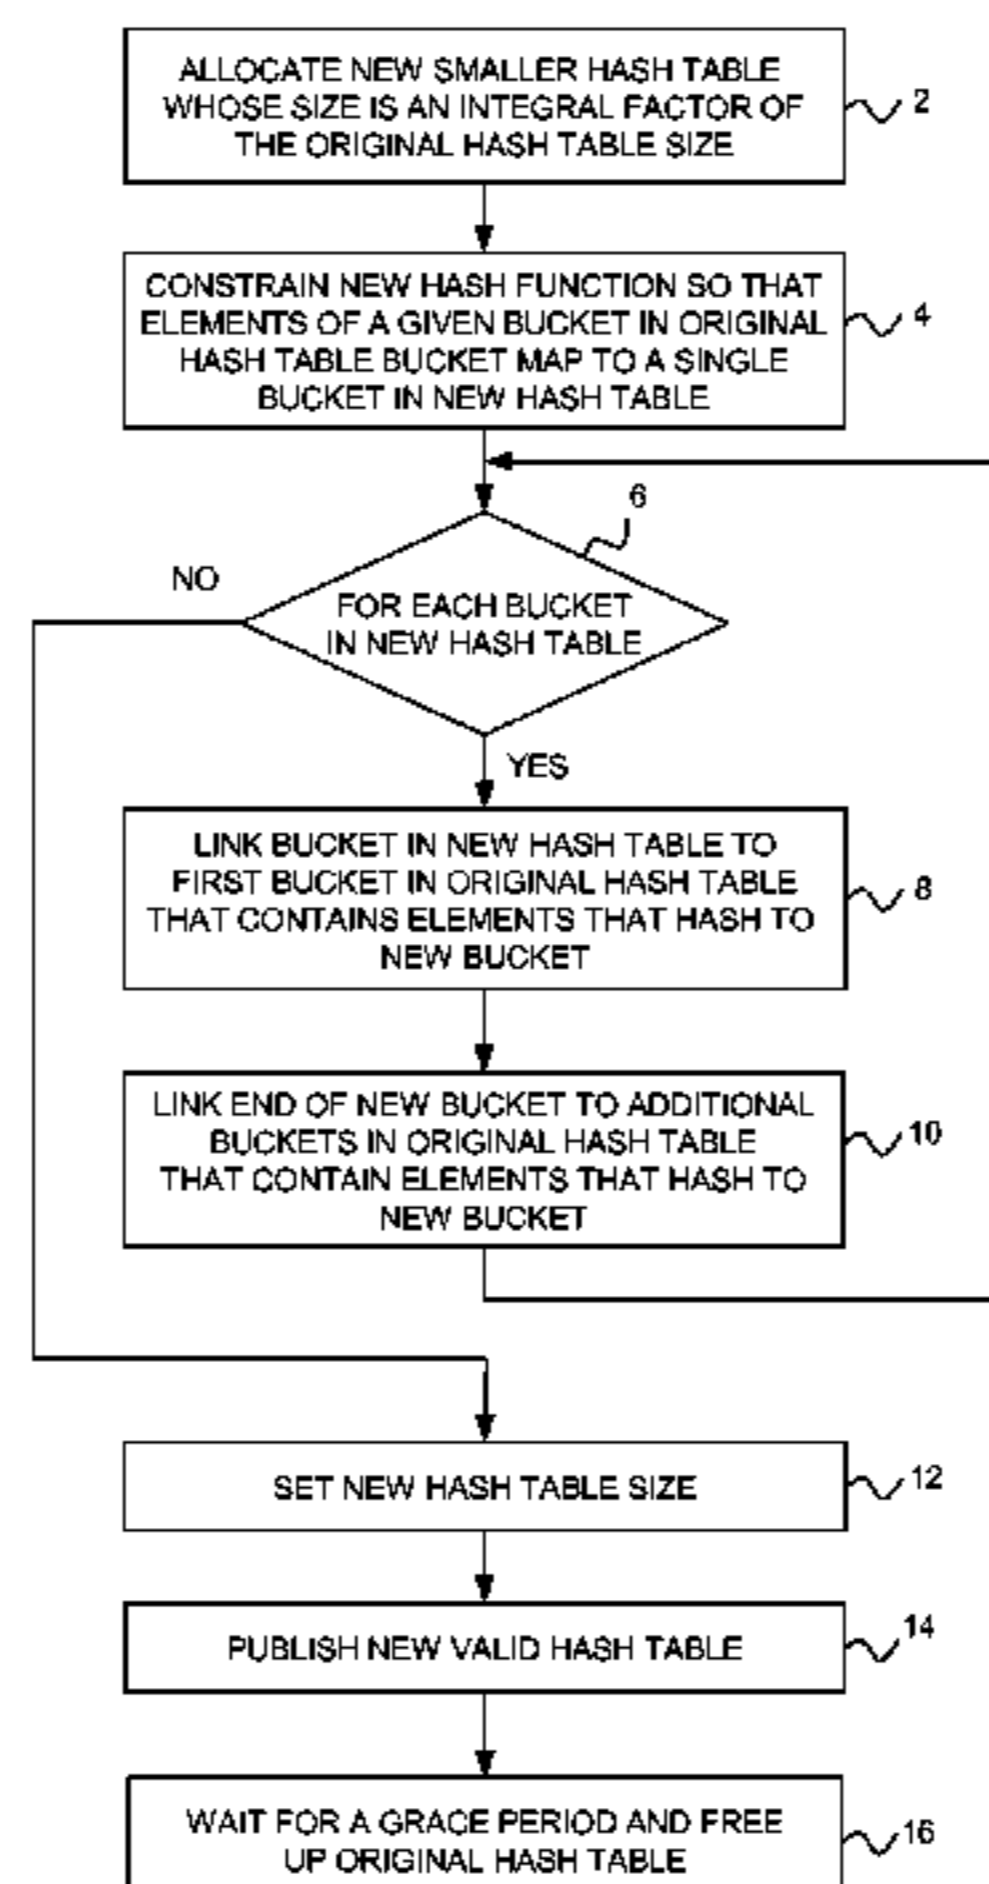 ALLOCATE NEW SMALLER HASH TABLE
WHOSE SIZE IS AN INTEGRAL FACTOR OF
THE ORIGINAL HASH TABLE SIZE
2
CONSTRAIN NEW HASH FUNCTION SO THAT
ELEMENTS OF A GIVEN BUCKET IN ORIGINAL
HASH TABLE BUCKET MAP TO A SINGLE
BUCKET IN NEW HASH TABLE
4
6
NO
FOR EACH BUCKET
IN NEW HASH TABLE
YES
LINK BUCKET IN NEW HASH TABLE TO
FIRST BUCKET IN ORIGINAL HASH TABLE
THAT CONTAINS ELEMENTS THAT HASH TO
NEW BUCKET
8
LINK END OF NEW BUCKET TO ADDITIONAL
BUCKETS IN ORIGINAL HASH TABLE
THAT CONTAIN ELEMENTS THAT HASH TO
NEW BUCKET
10
SET NEW HASH TABLE SIZE
12
PUBLISH NEW VALID HASH TABLE
14
WAIT FOR A GRACE PERIOD AND FREE
UP ORIGINAL HASH TABLE
16